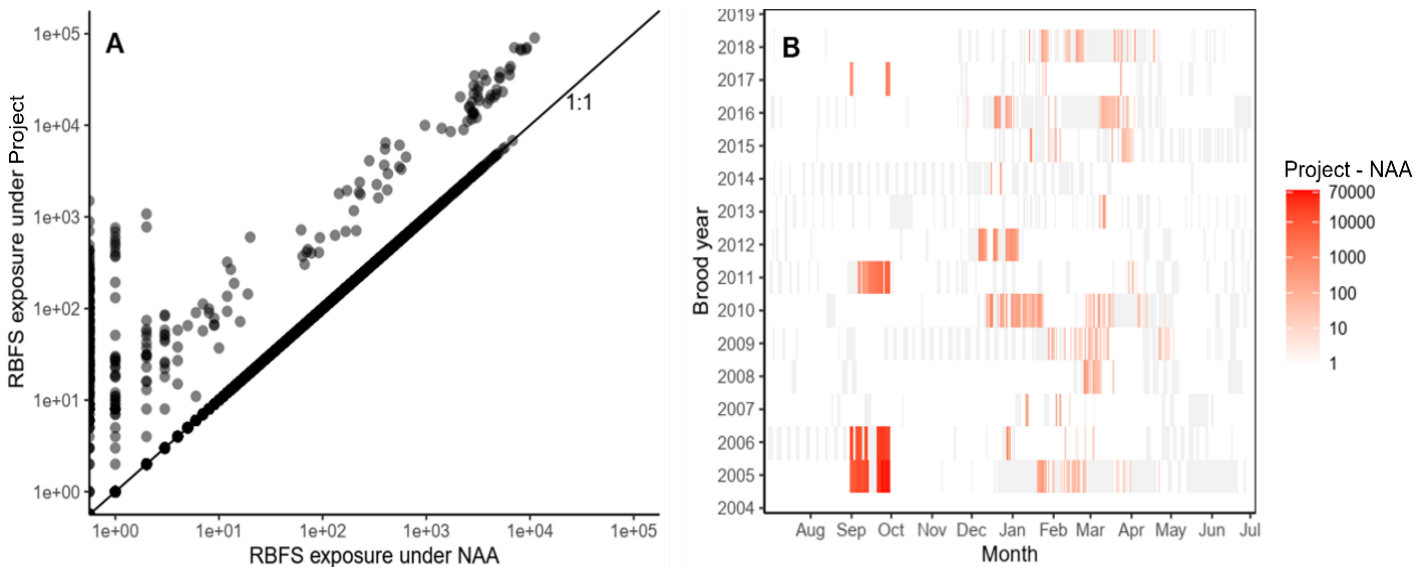 A
RBFS exposure under Project
1e+05
1e+04
1e+03
1e+02
1e+01
1e+00
1:1
1e+00 1e+01 1e+02 1e+03 1e+04 1e+05
RBFS exposure under NAA
B
Brood year
2019
2018
2017
2016
2015
2014
2013
2012
2011
2010
2009
2008
2007
2006
2005
2004
Aug Sep Oct Nov Dec Jan Feb Mar Apr May Jun Jul
Month
Project - NAA
70000
10000
1000
100
10
1